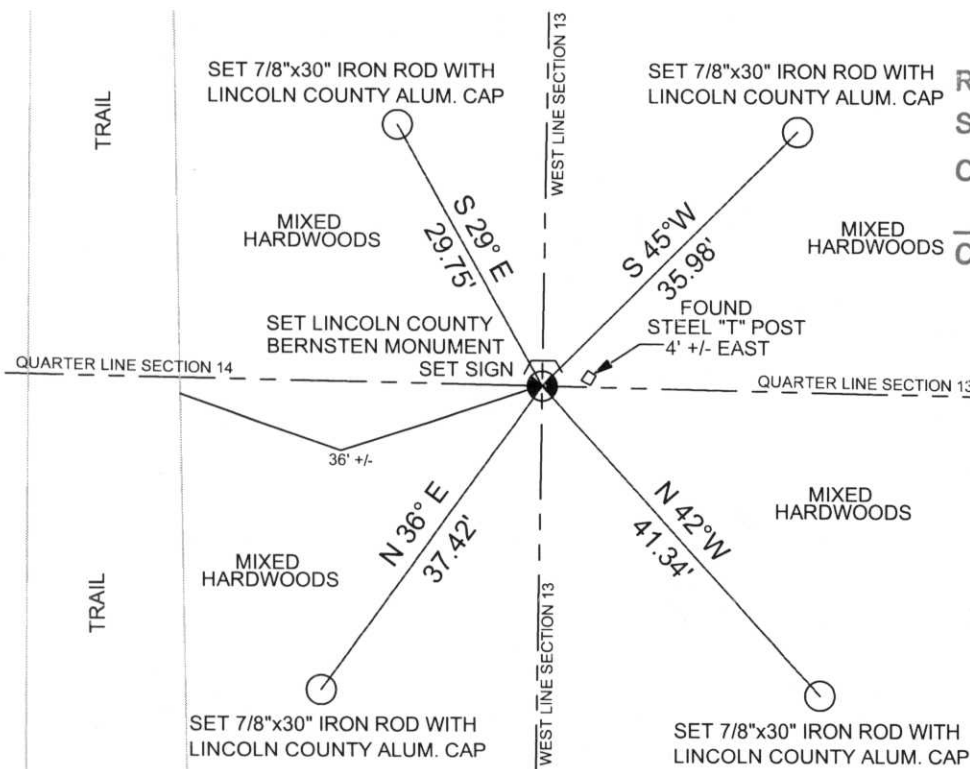 SET 7/8"x30" IRON ROD WITH
LINCOLN COUNTY ALUM. CAP
WEST LINE SECTION 13
SET 7/8"x30" IRON ROD WITH
LINCOLN COUNTY ALUM. CAP
R
S
C
C
TRAIL
MIXED
HARDWOODS
S 29° E
29.75'
S 45°W
35.98'
MIXED
HARDWOODS
FOUND
STEEL "T" POST
4' +/- EAST
SET LINCOLN COUNTY
BERNSTEN MONUMENT
SET SIGN
QUARTER LINE SECTION 14
QUARTER LINE SECTION 13
36' +/-
N 36° E
37.42'
N 42°W
41.34'
MIXED
HARDWOODS
MIXED
HARDWOODS
TRAIL
WEST LINE SECTION 13
SET 7/8"x30" IRON ROD WITH
LINCOLN COUNTY ALUM. CAP
SET 7/8"x30" IRON ROD WITH
LINCOLN COUNTY ALUM. CAP